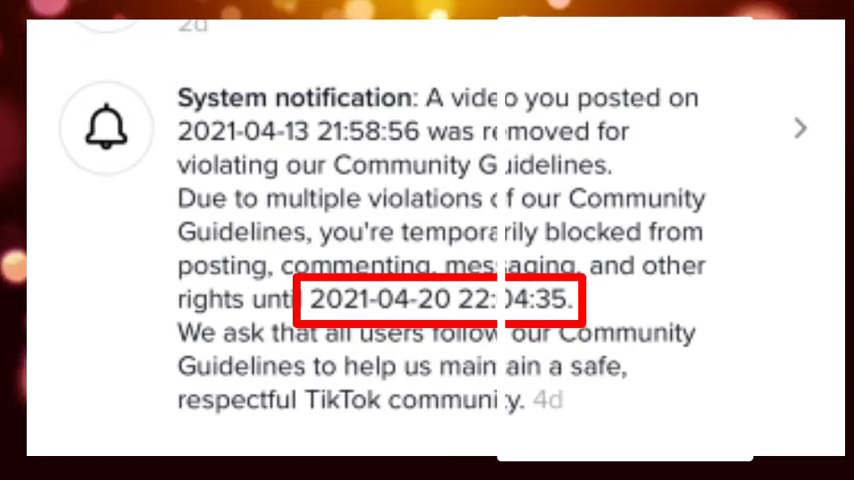 2d
System notification: A video you posted on
2021-04-13 21:58:56 was removed for
violating our Community Guidelines.
Due to multiple violations of our Community
Guidelines, you're temporarily blocked from
posting, commenting, messaging, and other
rights until 2021-04-20 22:04:35.
We ask that all users follow our Community
Guidelines to help us maintain a safe,
respectful TikTok community. 4d